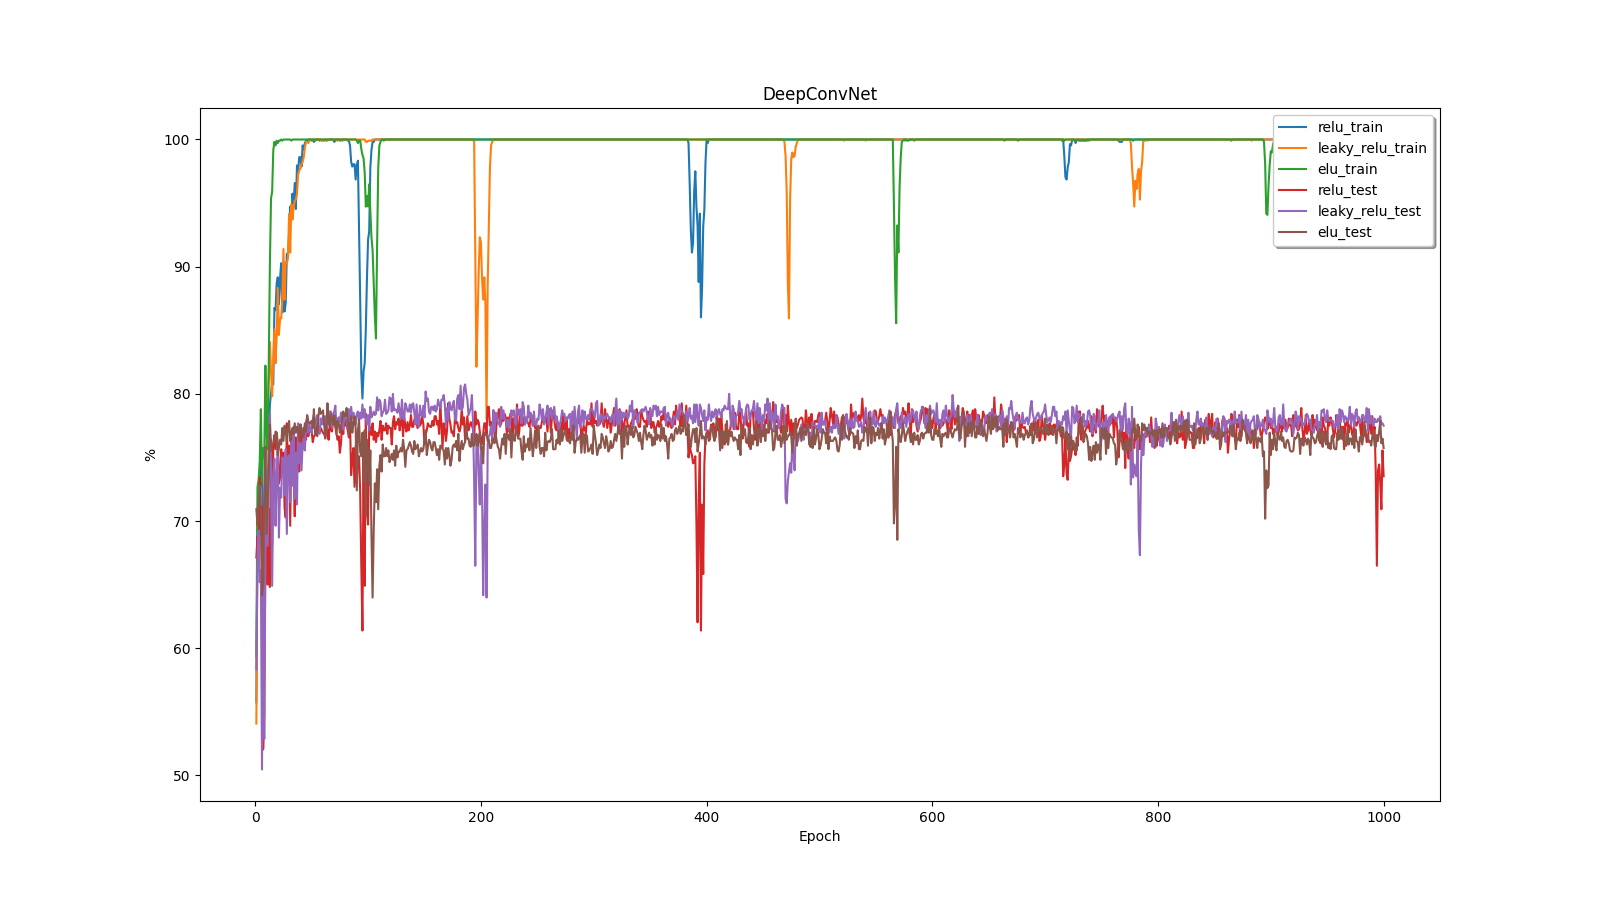 DeepConvNet
100
90
80
70
60
50
%
0
200
400
600
800
1000
Epoch
relu_train
leaky_relu_train
elu_train
relu_test
leaky_relu_test
elu_test